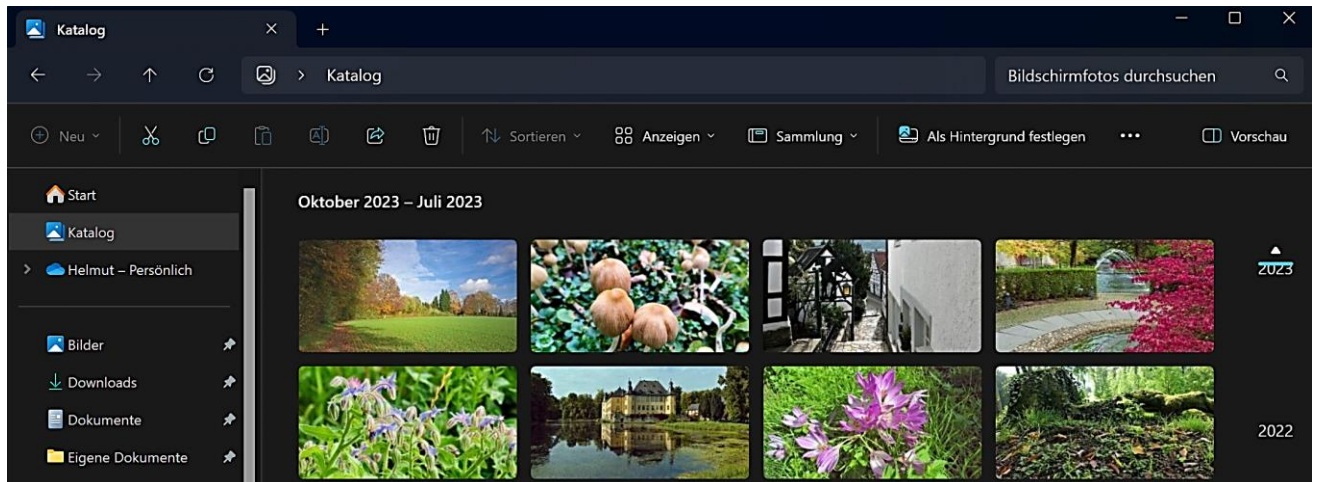 Katalog
Katalog
Bildschirmfotos durchsuchen
Neu
Sortieren
Anzeigen
Sammlung
Als Hintergrund festlegen
Vorschau
Start
Katalog
Helmut – Persönlich
Bilder
Downloads
Dokumente
Eigene Dokumente
Oktober 2023 – Juli 2023
2023
2022